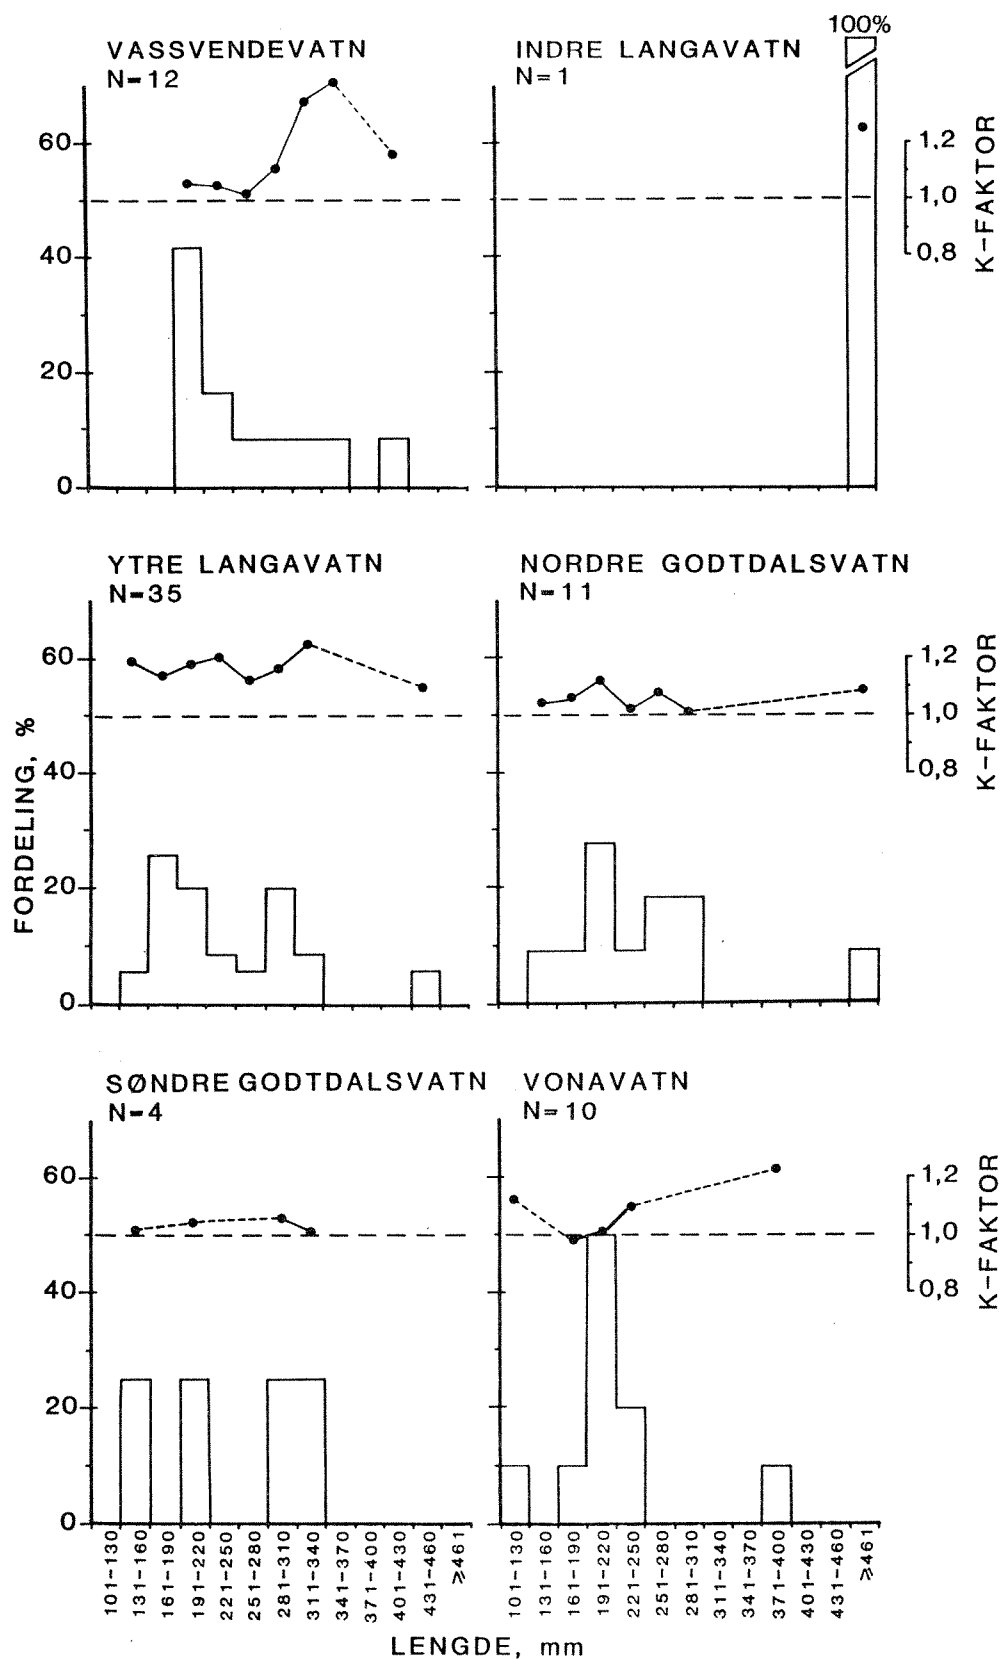 VASSVENDEVATN
N=12
60
40
20
0
INDRE LANGAVATN
N=1
100%
1,2
1,0
0,8
K-FAKTOR
YTRE LANGAVATN
N=35
60
40
20
0
FORDELING, %
NORDRE GODTDALSVATN
N=11
1,2
1,0
0,8
K-FAKTOR
SØNDRE GODTDALSVATN
N=4
60
40
20
0
VONAVATN
N=10
1,2
1,0
0,8
K-FAKTOR
101-130
131-160
161-190
191-220
221-250
251-280
281-310
311-340
341-370
371-400
401-430
431-460
≥461
101-130
131-160
161-190
191-220
221-250
251-280
281-310
311-340
341-370
371-400
401-430
431-460
≥461
LENGDE, mm